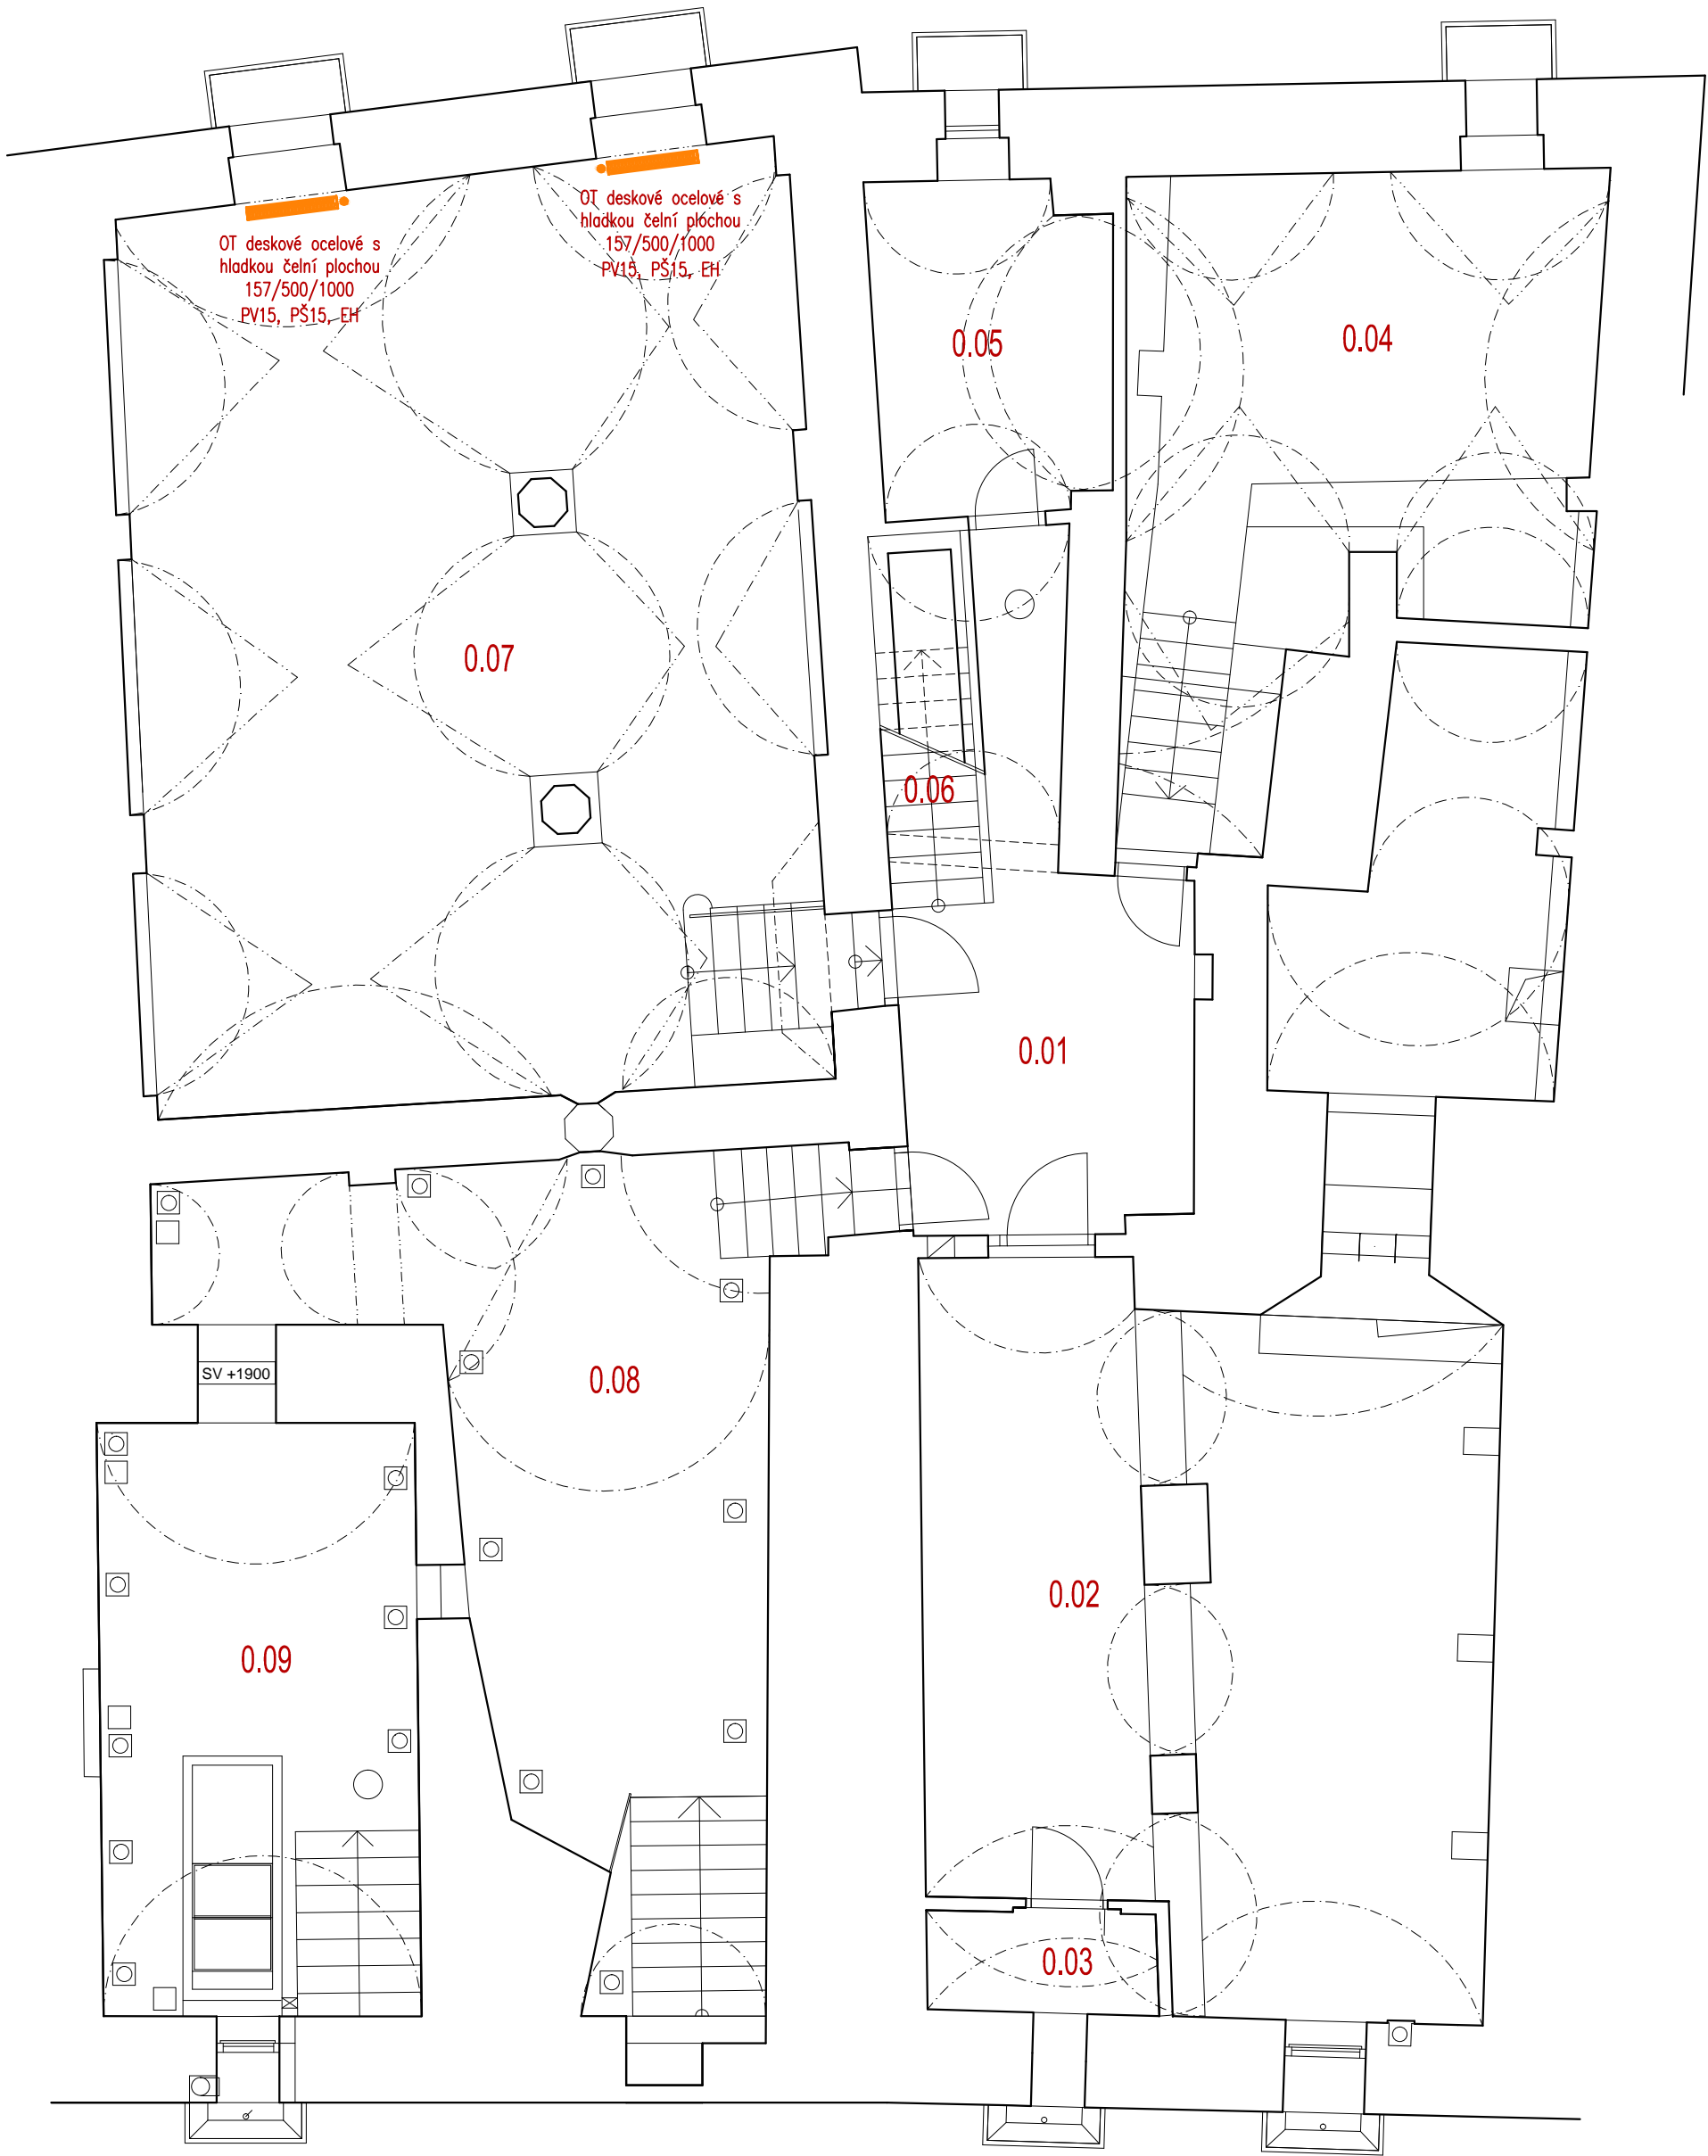 OT deskové ocelové s
hladkou čelní plochou
157/500/1000
PV15, PŠ15, EH
OT deskové ocelové s
hladkou čelní plochou
157/500/1000
PV15, PŠ15, EH
0.05
0.04
0.07
0.06
0.01
SV +1900
0.08
0.02
0.09
0.03